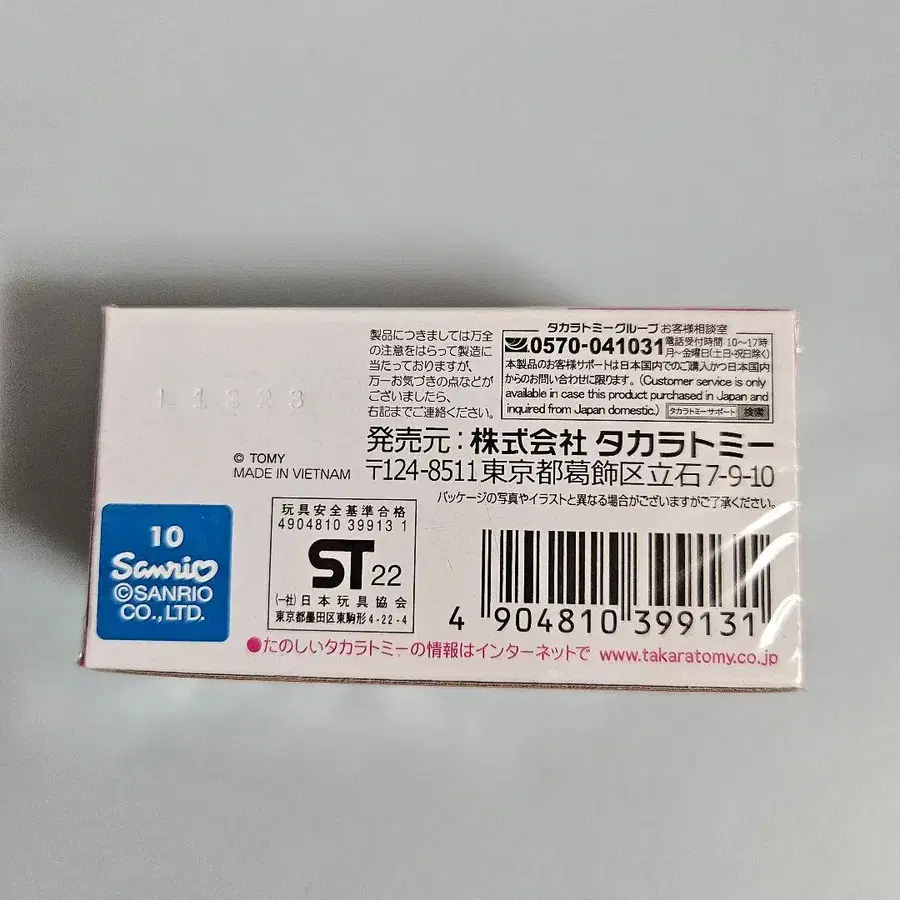 製品につきましては万全
の注意をはらって製造に
当たっておりますが、
万一お気づきの点などが
ございましたら、
右記までご連絡ください。
タカラトミーグループ お客様相談室
0570-041031 電話受付時間 10〜17時
月〜金曜日(土日・祝日除く)
本製品のお客様サポートは日本国内でのご購入かつ日本国内
からのお問い合わせに限ります。(Customer service is only
available in case this product purchased in Japan and
inquired from Japan domestic.) タカラトミーサポート 検索
L1323
© TOMY
MADE IN VIETNAM
発売元：株式会社 タカラトミー
〒124-8511 東京都葛飾区立石7-9-10
パッケージの写真やイラストと異なる場合がございますがご了承ください。
10
Sanrio
©SANRIO
CO.,LTD.
玩具安全基準合格
4904810 39913 1
ST 22
(一社)日本玩具協会
東京都墨田区東駒形4-22-4
4 904810 399131
●たのしいタカラトミーの情報はインターネットで www.takaratomy.co.jp